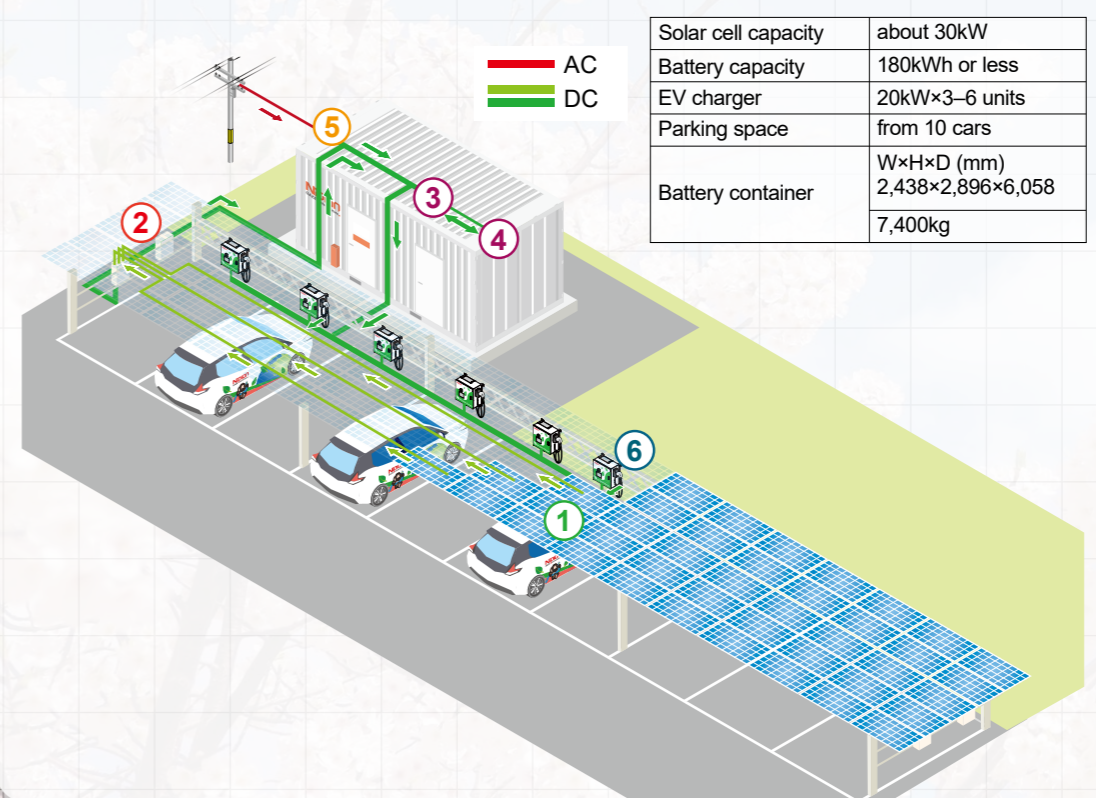 AC
DC
Solar cell capacity about 30kW
Battery capacity 180kWh or less
EV charger 20kW×3–6 units
Parking space from 10 cars
Battery container W×H×D (mm)
2,438×2,896×6,058
7,400kg
5
3
4
2
6
1